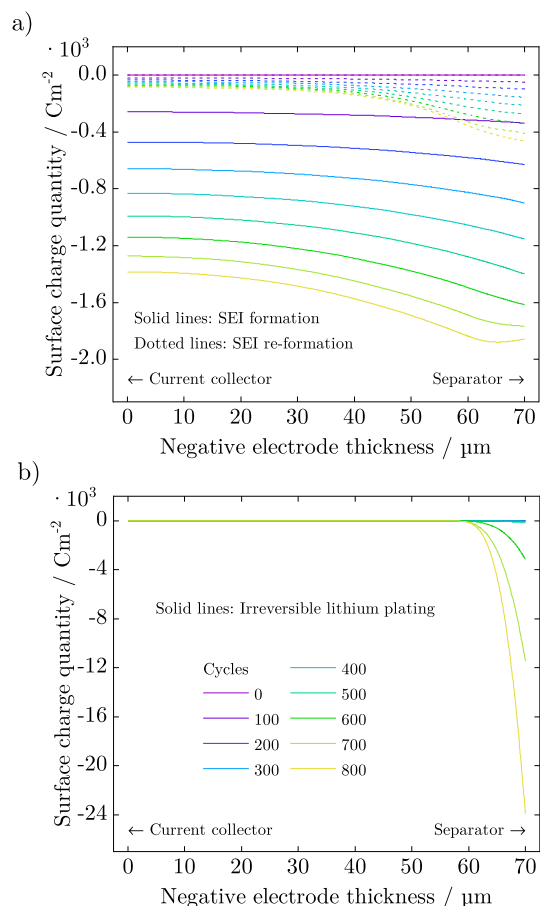 a)
· 10³
0.0
-0.4
-0.8
-1.2
-1.6
-2.0
Surface charge quantity / Cm⁻²
Solid lines: SEI formation
Dotted lines: SEI re-formation
← Current collector Separator →
0 10 20 30 40 50 60 70
Negative electrode thickness / µm
b)
· 10³
0
-4
-8
-12
-16
-20
-24
Surface charge quantity / Cm⁻²
Solid lines: Irreversible lithium plating
Cycles 400
0 500
100 600
200 700
300 800
← Current collector Separator →
0 10 20 30 40 50 60 70
Negative electrode thickness / µm